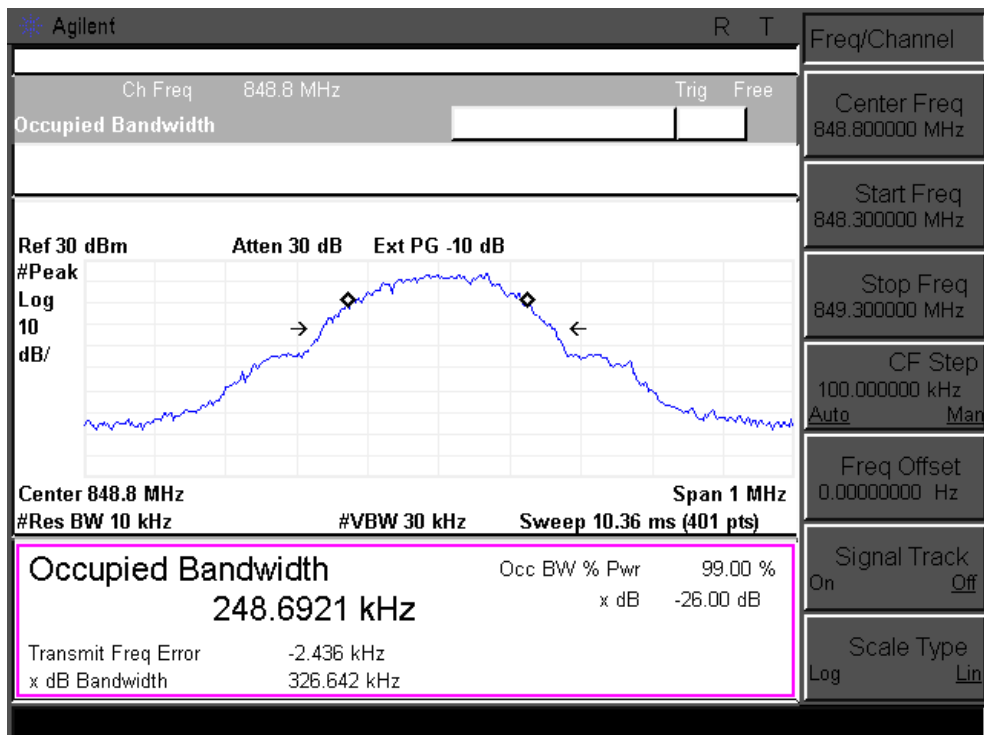 Agilent R T
Ch Freq 848.8 MHz Trig Free
Occupied Bandwidth
Ref 30 dBm Atten 30 dB Ext PG -10 dB
#Peak
Log
10
dB/
Center 848.8 MHz Span 1 MHz
#Res BW 10 kHz #VBW 30 kHz Sweep 10.36 ms (401 pts)
Occupied Bandwidth
248.6921 kHz
Occ BW % Pwr 99.00 %
x dB -26.00 dB
Transmit Freq Error -2.436 kHz
x dB Bandwidth 326.642 kHz
Freq/Channel
Center Freq
848.800000 MHz
Start Freq
848.300000 MHz
Stop Freq
849.300000 MHz
CF Step
100.000000 kHz
Auto Man
Freq Offset
0.00000000 Hz
Signal Track
On Off
Scale Type
Log Lin